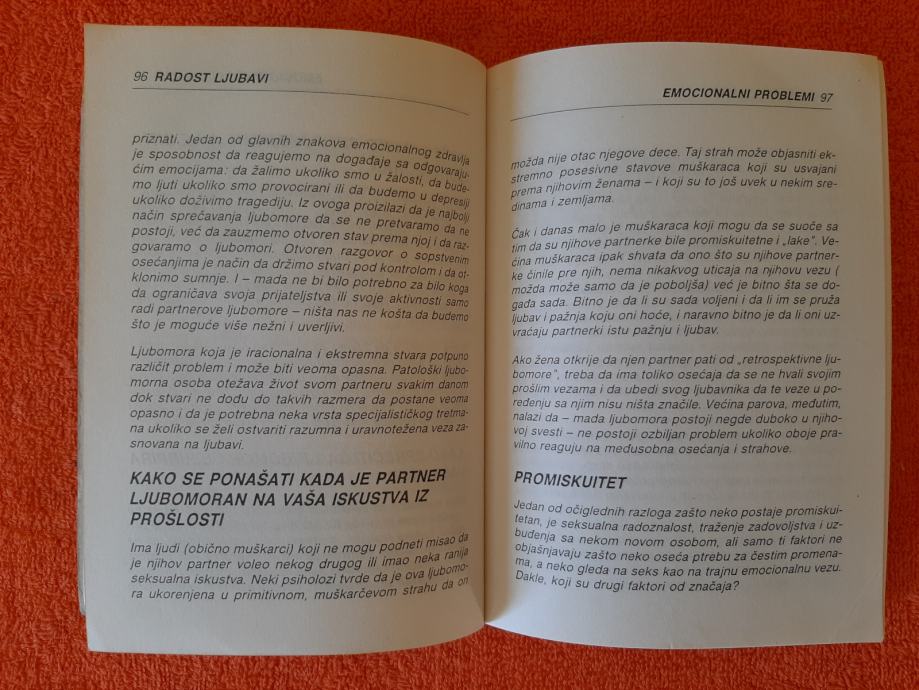 96 RADOST LJUBAVI
priznati. Jedan od glavnih znakova emocionalnog zdravlja
je sposobnost da reagujemo na događaje sa odgovaraju-
ćim emocijama: da žalimo ukoliko smo u žalosti, da bude-
mo ljuti ukoliko smo provocirani ili da budemo u depresiji
ukoliko doživimo tragediju. Iz ovoga proizilazi da je najbolji
način sprečavanja ljubomore da se ne pretvaramo da ne
postoji, već da zauzmemo otvoren stav prema njoj i da raz-
govaramo o ljubomori. Otvoren razgovor o sopstvenim
osećanjima je način da držimo stvari pod kontrolom i da ot-
klonimo sumnje. I – mada ne bi bilo potrebno za bilo koga
da ograničava svoja prijateljstva ili svoje aktivnosti samo
radi partnerove ljubomore – ništa nas ne košta da budemo
što je moguće više nežni i uverljivi.
Ljubomora koja je iracionalna i ekstremna stvara potpuno
različit problem i može biti veoma opasna. Patološki ljubo-
morna osoba otežava život svom partneru svakim danom
dok stvari ne dođu do takvih razmera da postane veoma
opasno i da je potrebna neka vrsta specijalističkog tretma-
na ukoliko se želi ostvariti razumna i uravnotežena veza za-
snovana na ljubavi.
KAKO SE PONAŠATI KADA JE PARTNER
LJUBOMORAN NA VAŠA ISKUSTVA IZ
PROŠLOSTI
Ima ljudi (obično muškarci) koji ne mogu podneti misao da
je njihov partner voleo nekog drugog ili imao neka ranija
seksualna iskustva. Neki psiholozi tvrde da je ova ljubomo-
ra ukorenjena u primitivnom, muškarčevom strahu da on
EMOCIONALNI PROBLEMI 97
možda nije otac njegove dece. Taj strah može objasniti ek-
stremno posesivne stavove muškaraca koji su usvajani
prema njihovim ženama – i koji su to još uvek u nekim sre-
dinama i zemljama.
Čak i danas malo je muškaraca koji mogu da se suoče sa
tim da su njihove partnerke bile promiskuitetne i „lake". Ve-
ćina muškaraca ipak shvata da ono što su njihove partner-
ke činile pre njih, nema nikakvog uticaja na njihovu vezu (
možda može samo da je poboljša) već je bitno šta se do-
gađa sada. Bitno je da li su sada voljeni i da li im se pruža
ljubav i pažnja koju oni hoće, i naravno bitno je da li oni uz-
vraćaju partnerki istu pažnju i ljubav.
Ako žena otkrije da njen partner pati od „retrospektivne lju-
bomore", treba da ima toliko osećaja da se ne hvali svojim
prošlim vezama i da ubedi svog ljubavnika da te veze u po-
ređenju sa njim nisu ništa značile. Većina parova, međutim,
nalazi da – mada ljubomora postoji negde duboko u njiho-
voj svesti – ne postoji ozbiljan problem ukoliko oboje pra-
vilno reaguju na medusobna osećanja i strahove.
PROMISKUITET
Jedan od očiglednih razloga zašto neko postaje promiskui-
tetan, je seksualna radoznalost, traženje zadovoljstva i uz-
buđenja sa nekom novom osobom, ali samo ti faktori ne
objašnjavaju zašto neko oseća ptrebu za čestim promena-
ma, a neko gleda na seks kao na trajnu emocionalnu vezu.
Dakle, koji su drugi faktori od značaja?